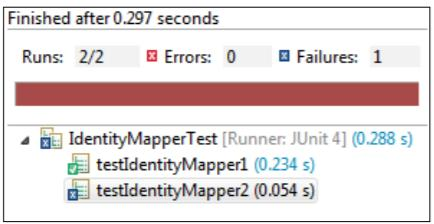 Finished after 0.297 seconds
Runs: 2/2 Errors: 0 Failures: 1
IdentityMapperTest [Runner: JUnit 4] (0.288 s)
testIdentityMapper1 (0.234 s)
testIdentityMapper2 (0.054 s)